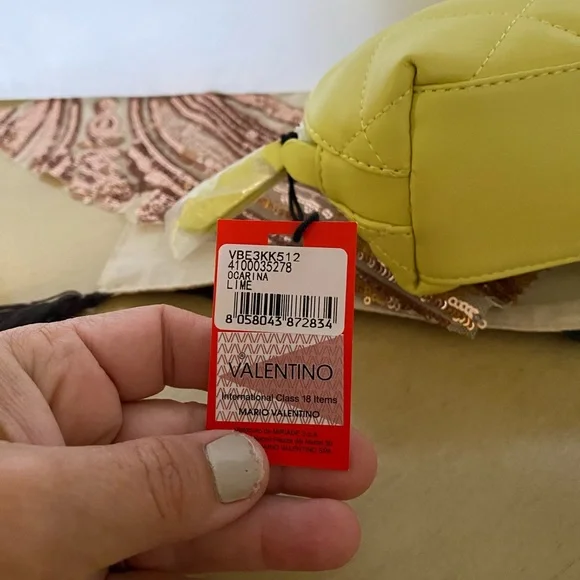 VBE3KK512
4100035278
OCARINA
LIME
8 058043 872834
®
VALENTINO
International Class 18 Items
MARIO VALENTINO